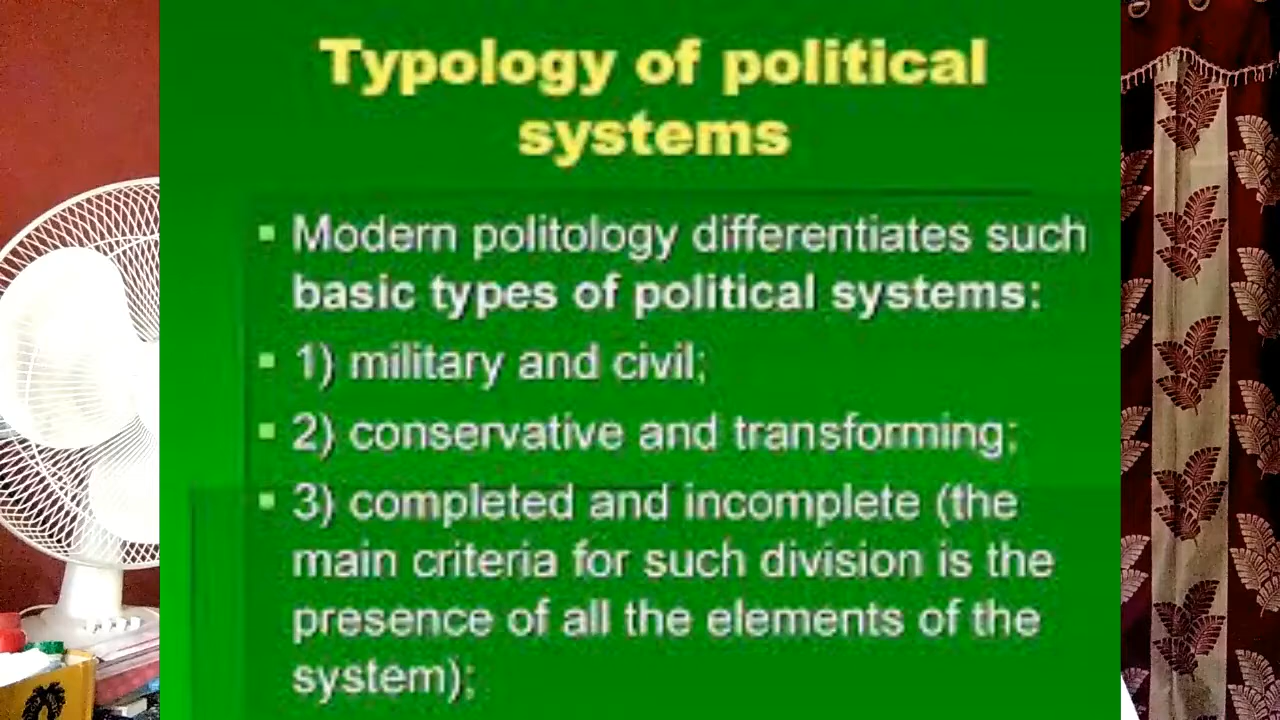 Typology of political
systems
▪ Modern politology differentiates such
basic types of political systems:
▪ 1) military and civil;
▪ 2) conservative and transforming;
▪ 3) completed and incomplete (the
main criteria for such division is the
presence of all the elements of the
system);